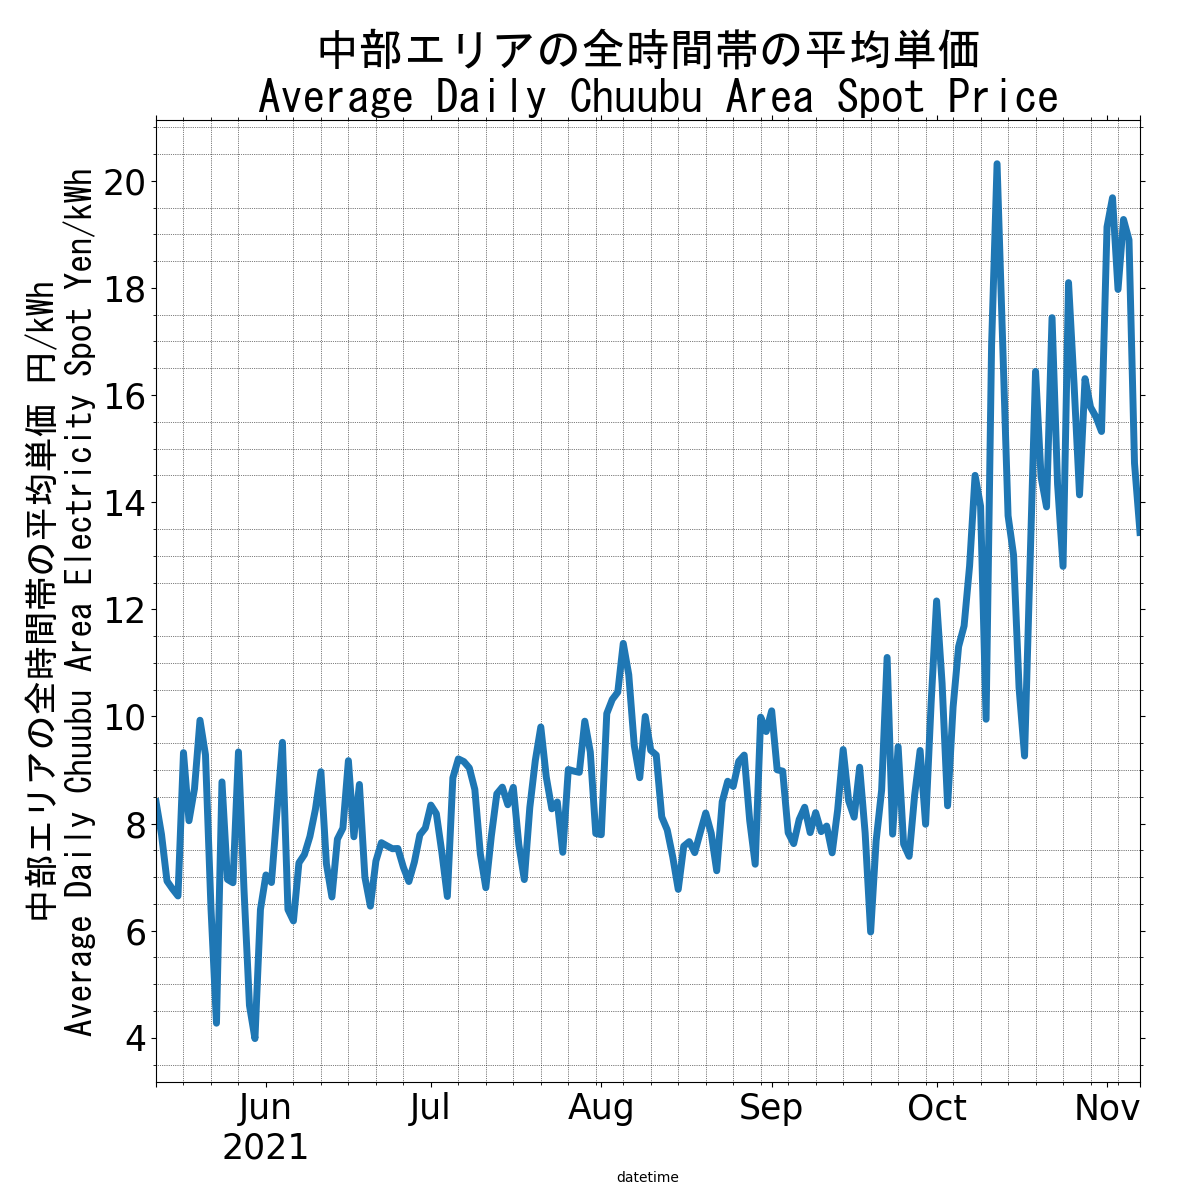 中部エリアの全時間帯の平均単価
Average Daily Chuubu Area Spot Price
中部エリアの全時間帯の平均単価 円/kWh
Average Daily Chuubu Area Electricity Spot Yen/kWh
20
18
16
14
12
10
8
6
4
Jun
2021
Jul
Aug
Sep
Oct
Nov
datetime